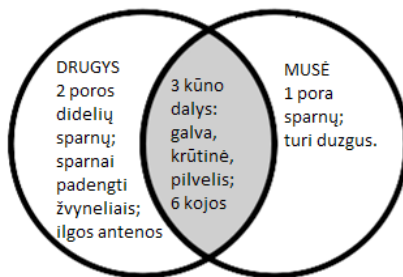 DRUGYS
2 poros
didelių
sparnų;
sparnai
padengti
žvyneliais;
ilgos antenos
3 kūno
dalys:
galva,
krūtinė,
pilvelis;
6 kojos
MUSĖ
1 pora
sparnų;
turi duzgus.